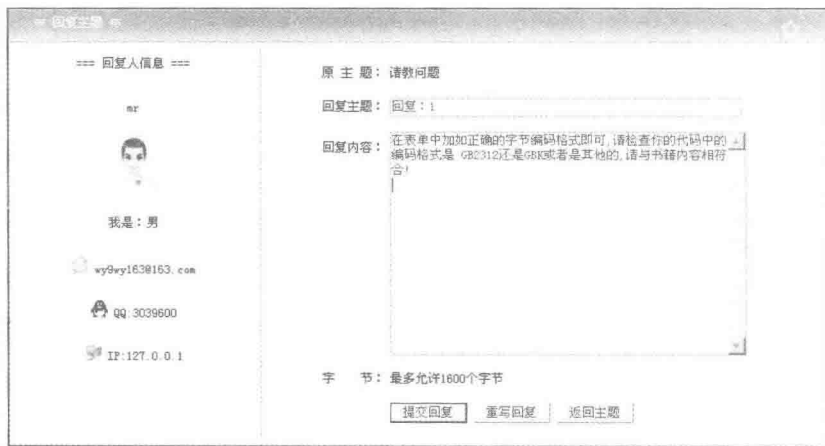 回复主题
=== 回复人信息 ===
mr
我是：男
wy9wy163@163.com
QQ:3039600
IP:127.0.0.1
原 主 题：请教问题
回复主题：回复：1
回复内容：在表单中加如正确的字节编码格式即可,请检查你的代码中的
编码格式是 GB2312还是GBK或者是其他的,请与书籍内容相符
合!
字 节：最多允许1600个字节
提交回复 重写回复 返回主题